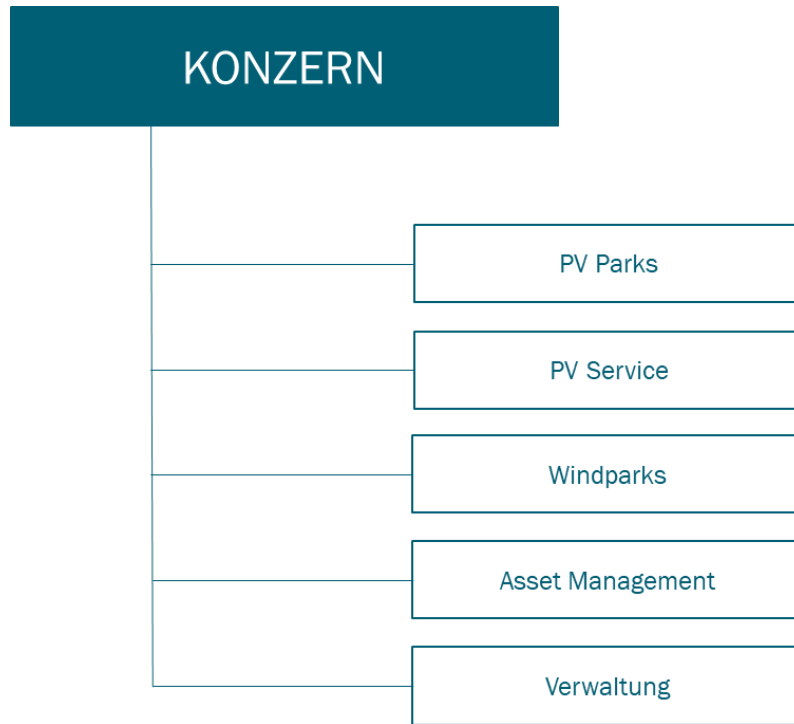 KONZERN
PV Parks
PV Service
Windparks
Asset Management
Verwaltung